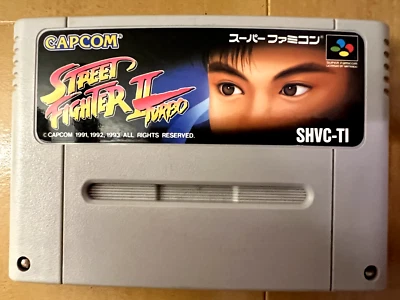 CAPCOM
スーパーファミコン
STREET
FIGHTER II
TURBO
© CAPCOM 1991, 1992, 1993 ALL RIGHTS RESERVED.
SHVC-TI